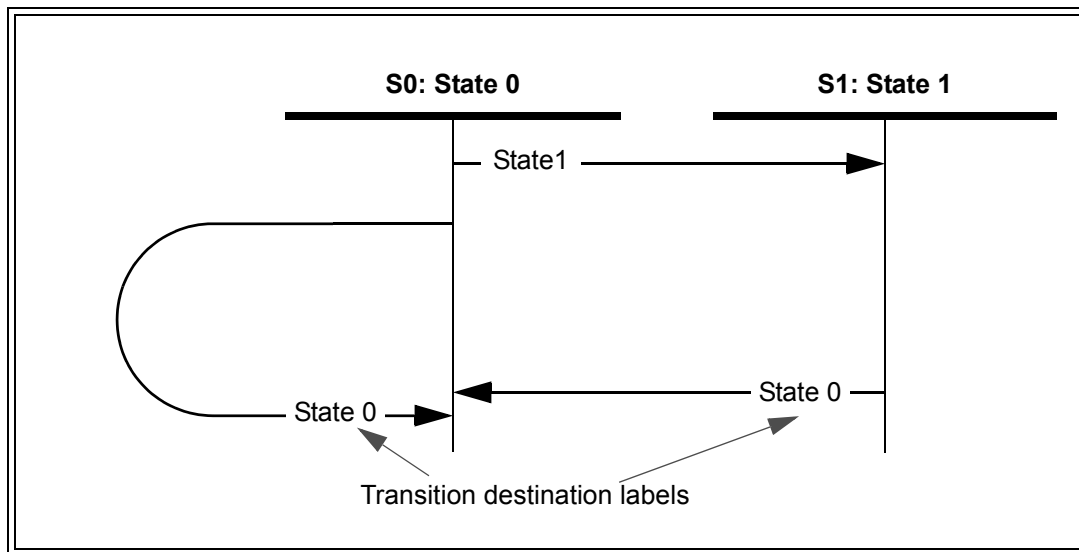 S0: State 0
S1: State 1
State1
State 0
State 0
Transition destination labels